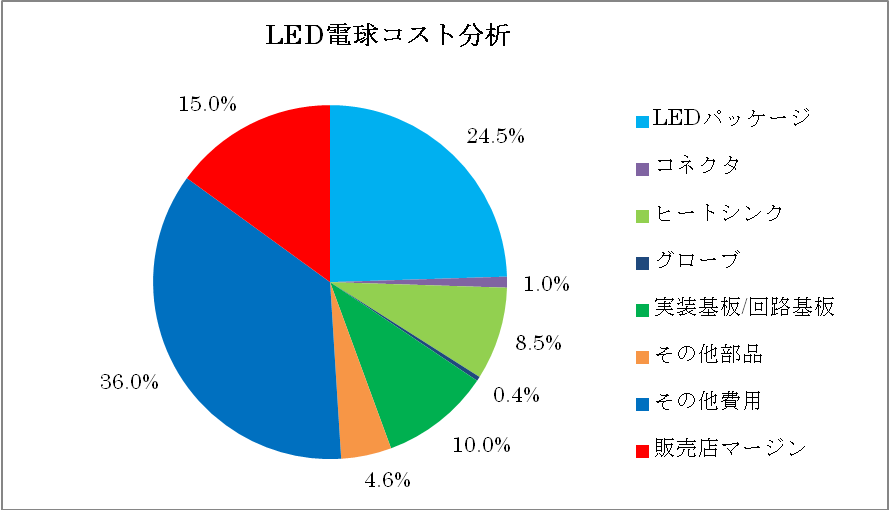 LED電球コスト分析
15.0%
24.5%
1.0%
8.5%
0.4%
10.0%
4.6%
36.0%
LEDパッケージ
コネクタ
ヒートシンク
グローブ
実装基板/回路基板
その他部品
その他費用
販売店マージン